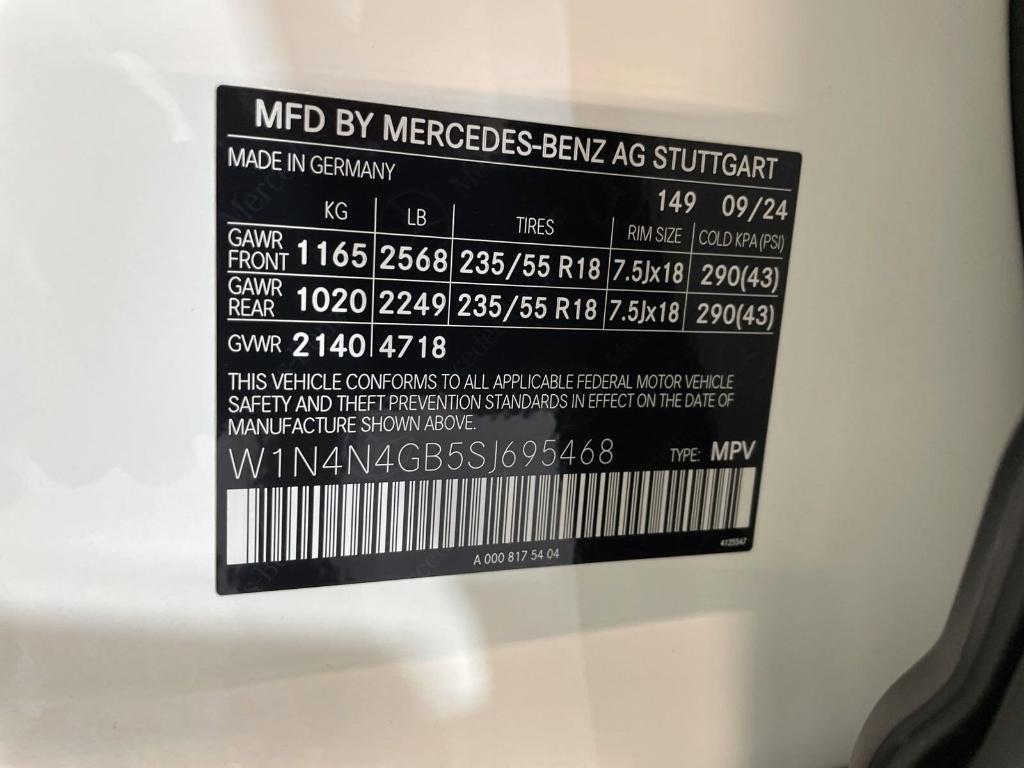 MFD BY MERCEDES-BENZ AG STUTTGART
MADE IN GERMANY
149 09/24
KG LB TIRES RIM SIZE COLD KPA (PSI)
GAWR FRONT 1165 2568 235/55 R18 7.5Jx18 290(43)
GAWR REAR 1020 2249 235/55 R18 7.5Jx18 290(43)
GVWR 2140 4718
THIS VEHICLE CONFORMS TO ALL APPLICABLE FEDERAL MOTOR VEHICLE
SAFETY AND THEFT PREVENTION STANDARDS IN EFFECT ON THE DATE OF
MANUFACTURE SHOWN ABOVE.
W1N4N4GB5SJ695468 TYPE: MPV
A 000 817 54 04
4125547